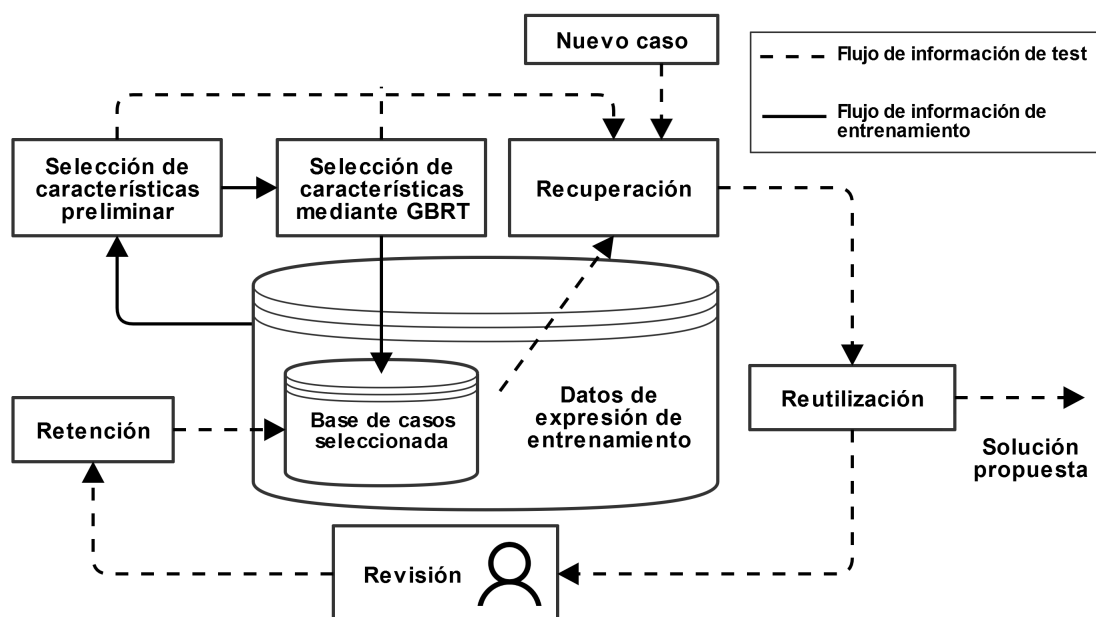 Nuevo caso
Flujo de información de test
Flujo de información de
entrenamiento
Selección de
características
preliminar
Selección de
características
mediante GBRT
Recuperación
Datos de
expresión de
entrenamiento
Base de casos
seleccionada
Reutilización
Solución
propuesta
Retención
Revisión